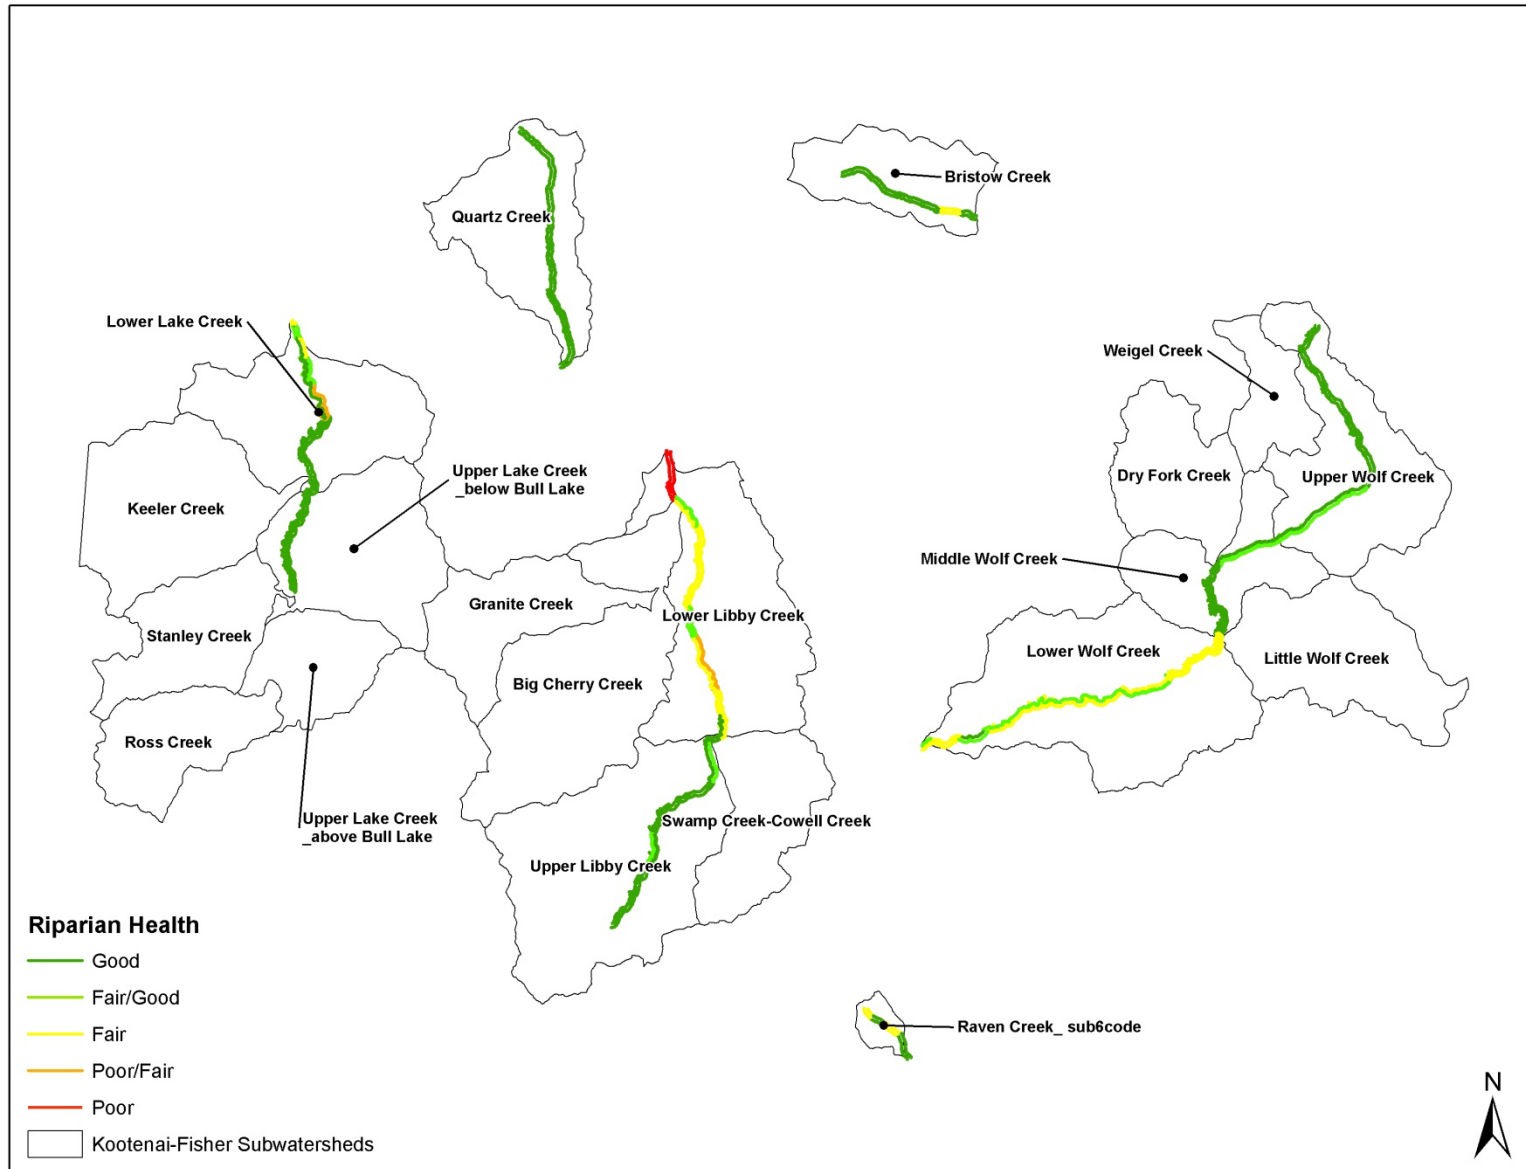 Bristow Creek
Quartz Creek
Lower Lake Creek
Weigel Creek
Upper Lake Creek
_below Bull Lake
Dry Fork Creek
Upper Wolf Creek
Keeler Creek
Middle Wolf Creek
Granite Creek
Lower Libby Creek
Stanley Creek
Lower Wolf Creek
Little Wolf Creek
Big Cherry Creek
Ross Creek
Upper Lake Creek
_above Bull Lake
Swamp Creek-Cowell Creek
Upper Libby Creek
Raven Creek_ sub6code
Riparian Health
Good
Fair/Good
Fair
Poor/Fair
Poor
Kootenai-Fisher Subwatersheds
N